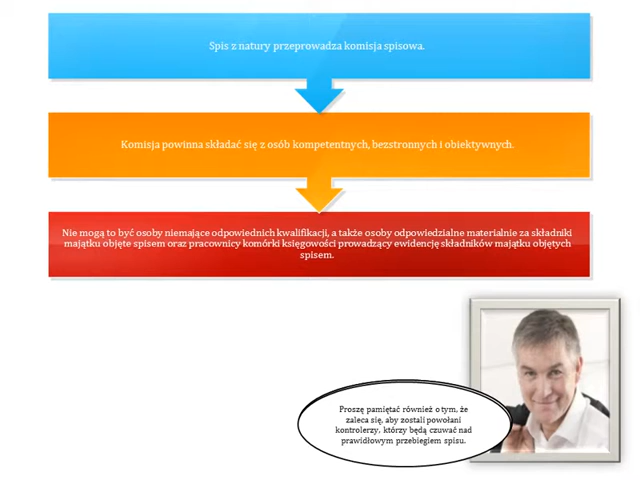 Spis z natury przeprowadza komisja spisowa.
Komisja powinna składać się z osób kompetentnych, bezstronnych i obiektywnych.
Nie mogą to być osoby niemające odpowiednich kwalifikacji, a także osoby odpowiedzialne materialnie za składniki
majątku objęte spisem oraz pracownicy komórki księgowości prowadzący ewidencję składników majątku objętych
spisem.
Proszę pamiętać również o tym, że
zaleca się, aby zostali powołani
kontrolerzy, którzy będą czuwać nad
prawidłowym przebiegiem spisu.